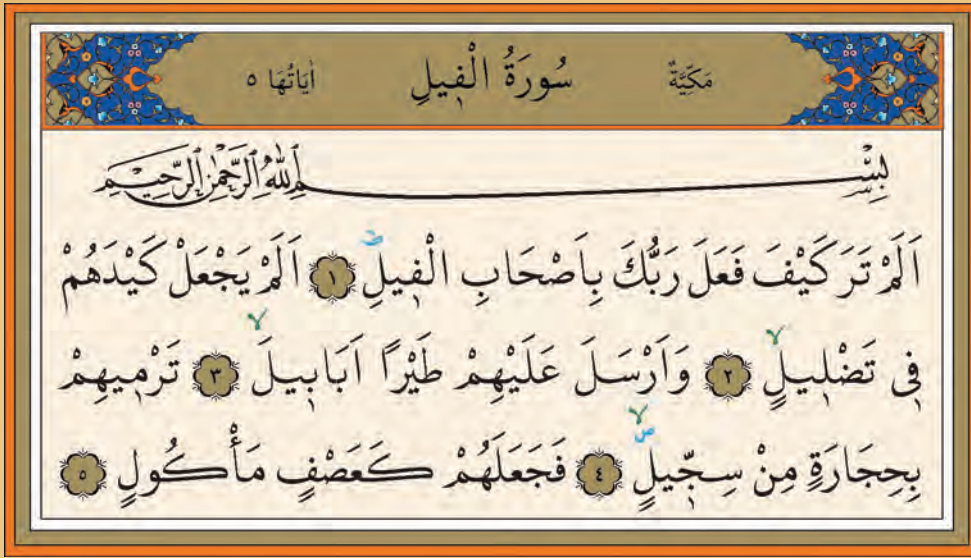 مَكِّيَّةٌ سُورَةُ الْفٖيلِ اٰيَاتُهَا ٥
بِسْمِ اللّٰهِ الرَّحْمٰنِ الرَّحٖيمِ
اَلَمْ تَرَ كَيْفَ فَعَلَ رَبُّكَ بِاَصْحَابِ الْفٖيلِؕ ﴿١﴾ اَلَمْ يَجْعَلْ كَيْدَهُمْ
فٖى تَضْلٖيلٍۙ ﴿٢﴾ وَاَرْسَلَ عَلَيْهِمْ طَيْرًا اَبَابٖيلَۙ ﴿٣﴾ تَرْمٖيهِمْ
بِحِجَارَةٍ مِنْ سِجّٖيلٍۙص ﴿٤﴾ فَجَعَلَهُمْ كَعَصْفٍ مَأْكُولٍ ﴿٥﴾